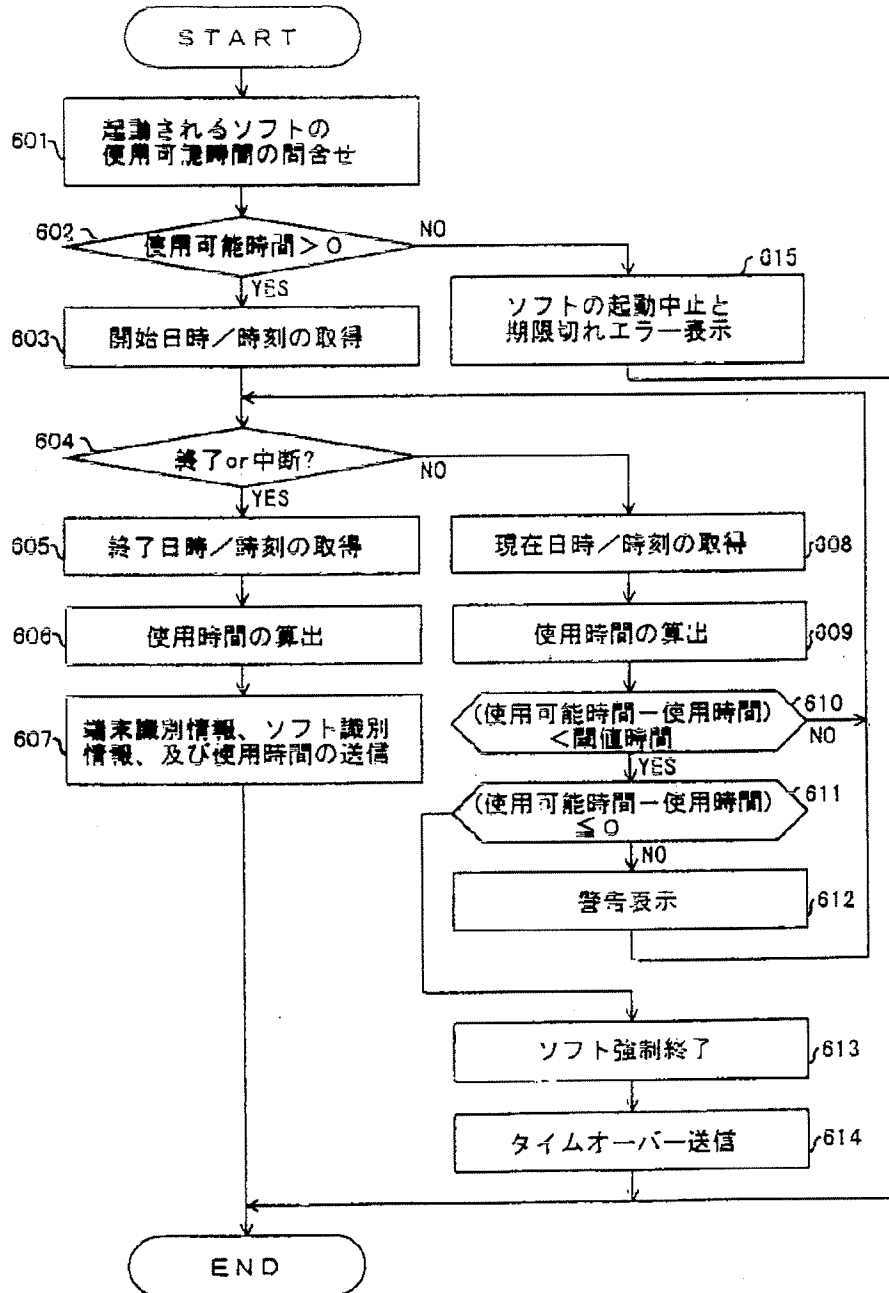 START
601
起動されるソフトの
使用可能時間の問合せ
602
使用可能時間>0
NO
YES
603
開始日時/時刻の取得
615
ソフトの起動中止と
期限切れエラー表示
604
終了or中断?
NO
YES
605
終了日時/時刻の取得
現在日時/時刻の取得
608
606
使用時間の算出
使用時間の算出
609
607
端末識別情報、ソフト識別
情報、及び使用時間の送信
(使用可能時間-使用時間)
<閾値時間
610
NO
YES
(使用可能時間-使用時間)
≦0
611
NO
警告表示
612
ソフト強制終了
613
タイムオーバー送信
614
END